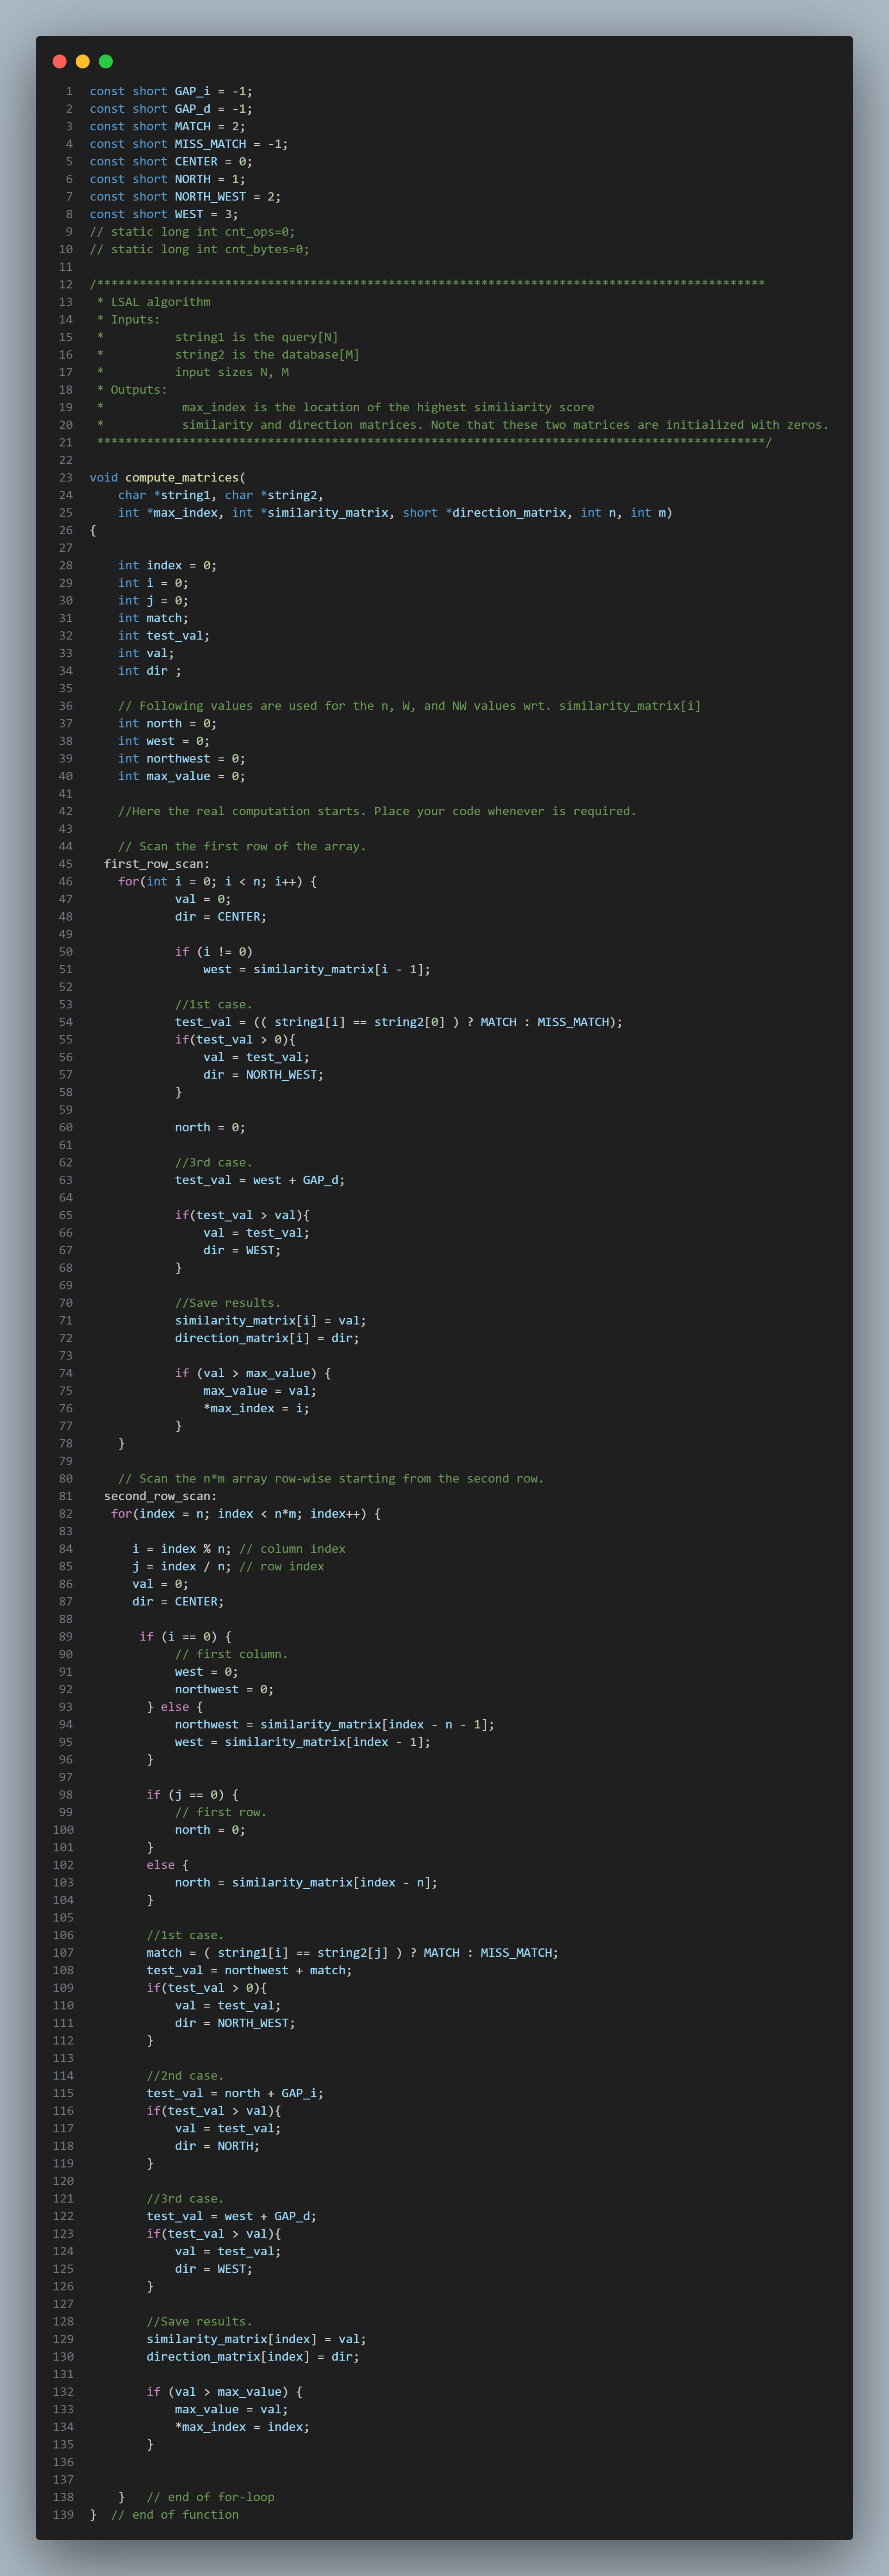 1 const short GAP_i = -1;
2 const short GAP_d = -1;
3 const short MATCH = 2;
4 const short MISS_MATCH = -1;
5 const short CENTER = 0;
6 const short NORTH = 1;
7 const short NORTH_WEST = 2;
8 const short WEST = 3;
9 // static long int cnt_ops=0;
10 // static long int cnt_bytes=0;
11
12 /**********************************************************************************************
13  * LSAL algorithm
14  * Inputs:
15  *          string1 is the query[N]
16  *          string2 is the database[M]
17  *          input sizes N, M
18  * Outputs:
19  *           max_index is the location of the highest similiarity score
20  *           similarity and direction matrices. Note that these two matrices are initialized with zeros.
21  **********************************************************************************************/
22
23 void compute_matrices(
24     char *string1, char *string2,
25     int *max_index, int *similarity_matrix, short *direction_matrix, int n, int m)
26 {
27
28     int index = 0;
29     int i = 0;
30     int j = 0;
31     int match;
32     int test_val;
33     int val;
34     int dir ;
35
36     // Following values are used for the n, W, and NW values wrt. similarity_matrix[i]
37     int north = 0;
38     int west = 0;
39     int northwest = 0;
40     int max_value = 0;
41
42     //Here the real computation starts. Place your code whenever is required.
43
44     // Scan the first row of the array.
45   first_row_scan:
46     for(int i = 0; i < n; i++) {
47             val = 0;
48             dir = CENTER;
49
50             if (i != 0)
51                 west = similarity_matrix[i - 1];
52
53             //1st case.
54             test_val = (( string1[i] == string2[0] ) ? MATCH : MISS_MATCH);
55             if(test_val > 0){
56                 val = test_val;
57                 dir = NORTH_WEST;
58             }
59
60             north = 0;
61
62             //3rd case.
63             test_val = west + GAP_d;
64
65             if(test_val > val){
66                 val = test_val;
67                 dir = WEST;
68             }
69
70             //Save results.
71             similarity_matrix[i] = val;
72             direction_matrix[i] = dir;
73
74             if (val > max_value) {
75                 max_value = val;
76                 *max_index = i;
77             }
78     }
79
80     // Scan the n*m array row-wise starting from the second row.
81   second_row_scan:
82    for(index = n; index < n*m; index++) {
83
84       i = index % n; // column index
85       j = index / n; // row index
86       val = 0;
87       dir = CENTER;
88
89        if (i == 0) {
90             // first column.
91             west = 0;
92             northwest = 0;
93         } else {
94             northwest = similarity_matrix[index - n - 1];
95             west = similarity_matrix[index - 1];
96         }
97
98         if (j == 0) {
99             // first row.
100             north = 0;
101         }
102         else {
103             north = similarity_matrix[index - n];
104         }
105
106         //1st case.
107         match = ( string1[i] == string2[j] ) ? MATCH : MISS_MATCH;
108         test_val = northwest + match;
109         if(test_val > 0){
110             val = test_val;
111             dir = NORTH_WEST;
112         }
113
114         //2nd case.
115         test_val = north + GAP_i;
116         if(test_val > val){
117             val = test_val;
118             dir = NORTH;
119         }
120
121         //3rd case.
122         test_val = west + GAP_d;
123         if(test_val > val){
124             val = test_val;
125             dir = WEST;
126         }
127
128         //Save results.
129         similarity_matrix[index] = val;
130         direction_matrix[index] = dir;
131
132         if (val > max_value) {
133             max_value = val;
134             *max_index = index;
135         }
136
137
138     }   // end of for-loop
139 }  // end of function